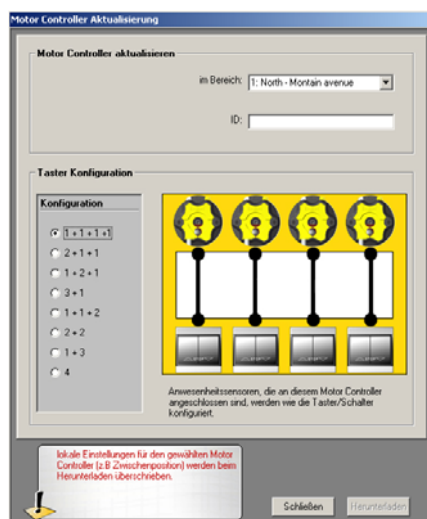 Motor Controller Aktualisierung
Motor Controller aktualisieren
im Bereich: 1: North - Montain avenue
ID:
Taster Konfiguration
Konfiguration
1 + 1 + 1 +1
2 + 1 + 1
1 + 2 + 1
3 + 1
1 + 1 + 2
2 + 2
1 + 3
4
Anwesenheitssensoren, die an diesem Motor Controller
angeschlossen sind, werden wie die Taster/Schalter
konfiguriert.
lokale Einstellungen für den gewählten Motor
Controller (z.B Zwischenposition) werden beim
Herunterladen überschrieben.
Schließen
Herunterladen